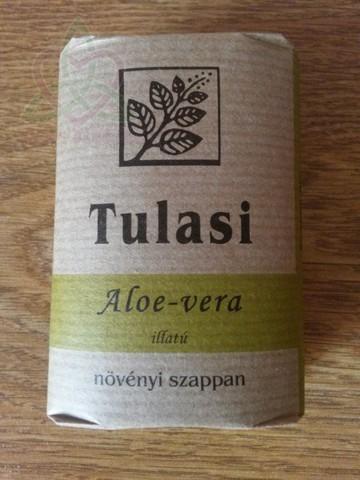 Tulasi
Aloe-vera
illatú
növényi szappan